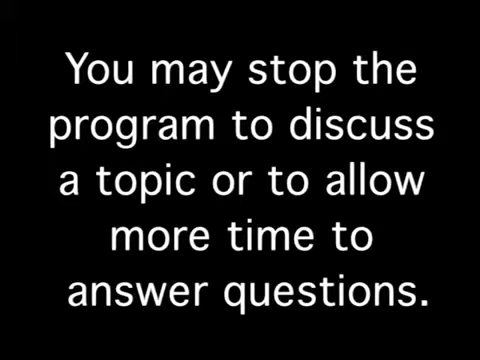 You may stop the
program to discuss
a topic or to allow
more time to
answer questions.